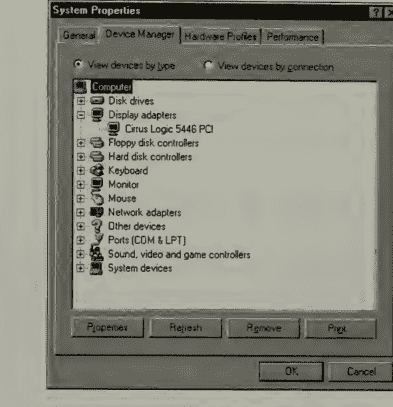 System Properties
General Device Manager Hardware Profiles Performance
View devices by type View devices by connection
Computer
Disk drives
Display adapters
Cirrus Logic 5446 PCI
Floppy disk controllers
Hard disk controllers
Keyboard
Monitor
Mouse
Network adapters
Other devices
Ports (COM & LPT)
Sound, video and game controllers
System devices
Properties Refresh Remove Print...
OK Cancel